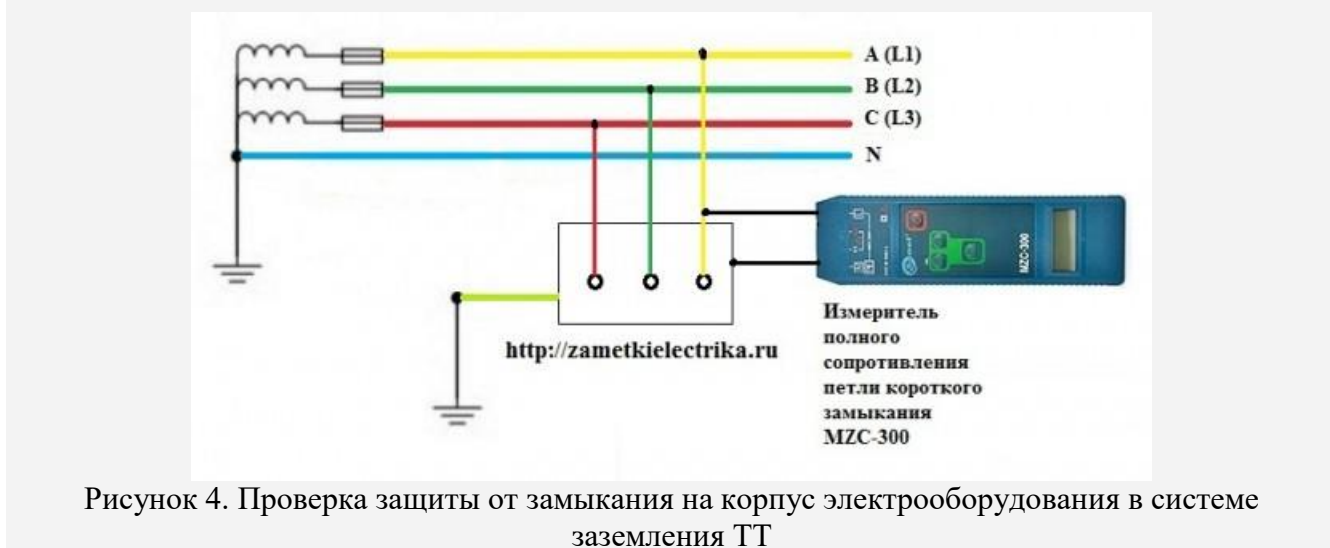 A (L1)
B (L2)
C (L3)
N
MZC-300
http://zametkielectrika.ru
Измеритель
полного
сопротивления
петли короткого
замыкания
MZC-300
Рисунок 4. Проверка защиты от замыкания на корпус электрооборудования в системе
заземления ТТ